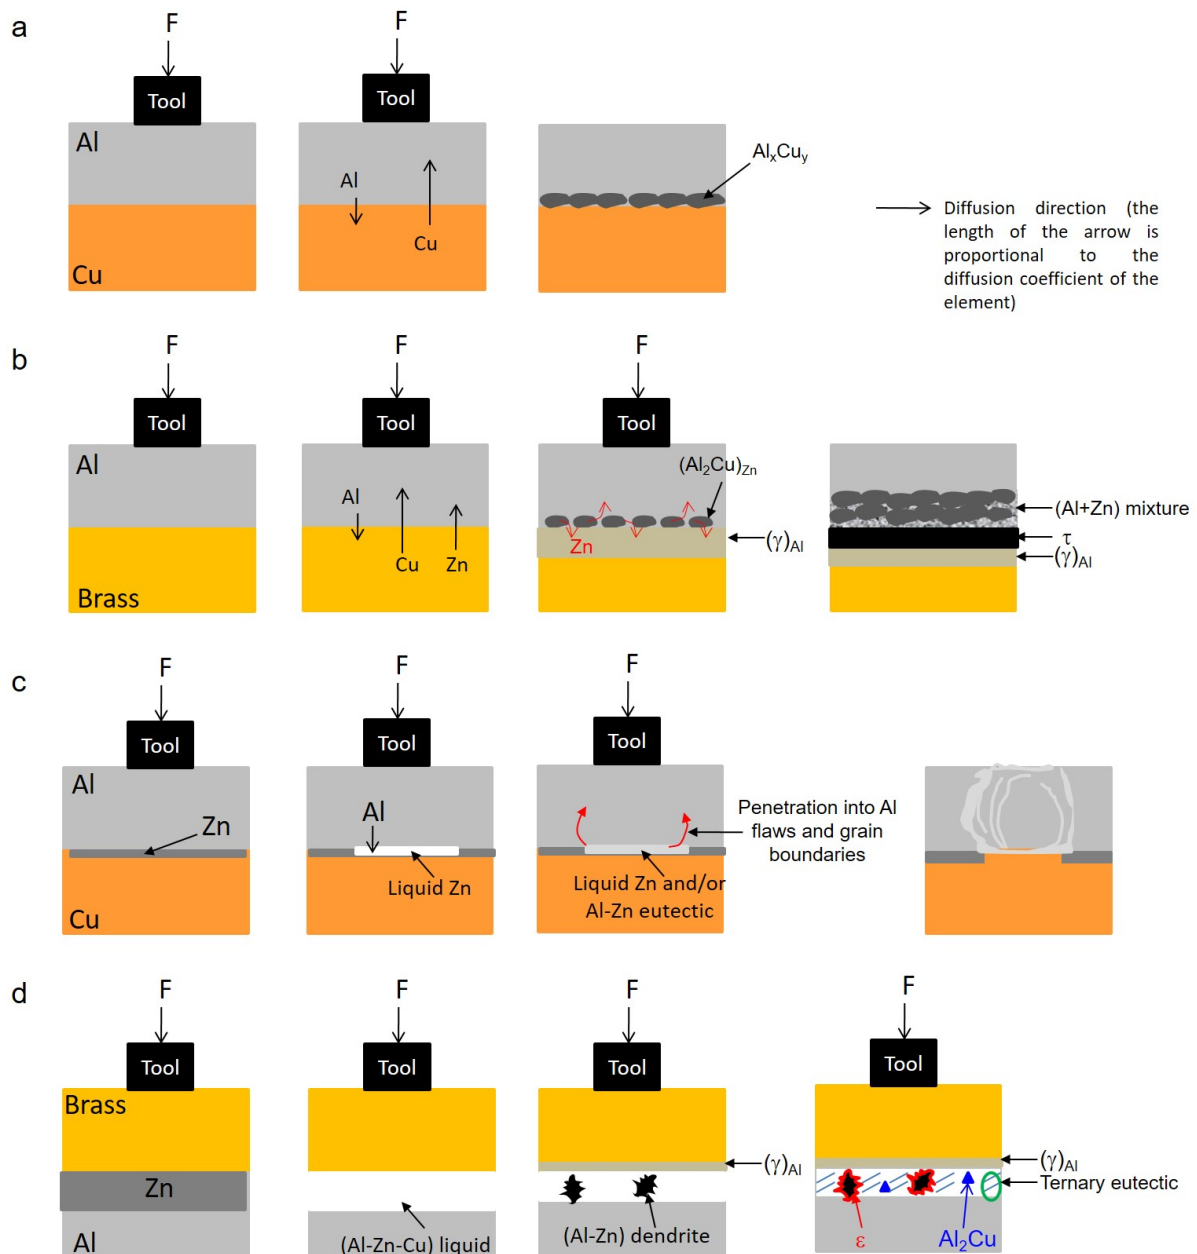 a
F
F
Tool
Tool
Al
Al
Cu
Cu
AlxCuy
Diffusion direction (the
length of the arrow is
proportional to the
diffusion coefficient of the
element)
b
F
F
F
Tool
Tool
Tool
Al
Al
Cu
Zn
Brass
(Al2Cu)Zn
Zn
(γ)Al
(Al+Zn) mixture
τ
(γ)Al
c
F
F
F
Tool
Tool
Tool
Al
Zn
Cu
Al
Liquid Zn
Penetration into Al
flaws and grain
boundaries
Liquid Zn and/or
Al-Zn eutectic
d
F
F
F
F
Tool
Tool
Tool
Tool
Brass
Zn
Al
(Al-Zn-Cu) liquid
(γ)Al
(Al-Zn) dendrite
(γ)Al
Ternary eutectic
ε
Al2Cu